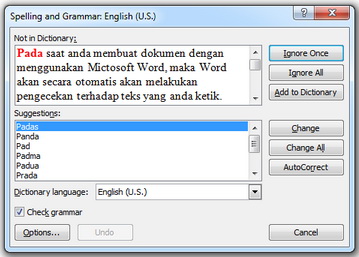 Spelling and Grammar: English (U.S.)
Not in Dictionary:
Pada saat anda membuat dokumen dengan
menggunakan Mictosoft Word, maka Word
akan secara otomatis akan melakukan
pengecekan terhadap teks yang anda ketik.
Ignore Once
Ignore All
Add to Dictionary
Suggestions:
Padas
Panda
Pad
Padma
Padua
Prada
Change
Change All
AutoCorrect
Dictionary language: English (U.S.)
Check grammar
Options... Undo Cancel